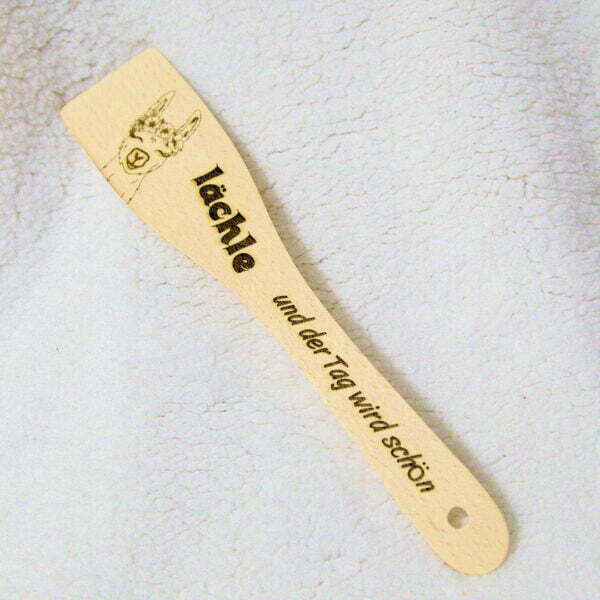 lächle
und der Tag wird schön